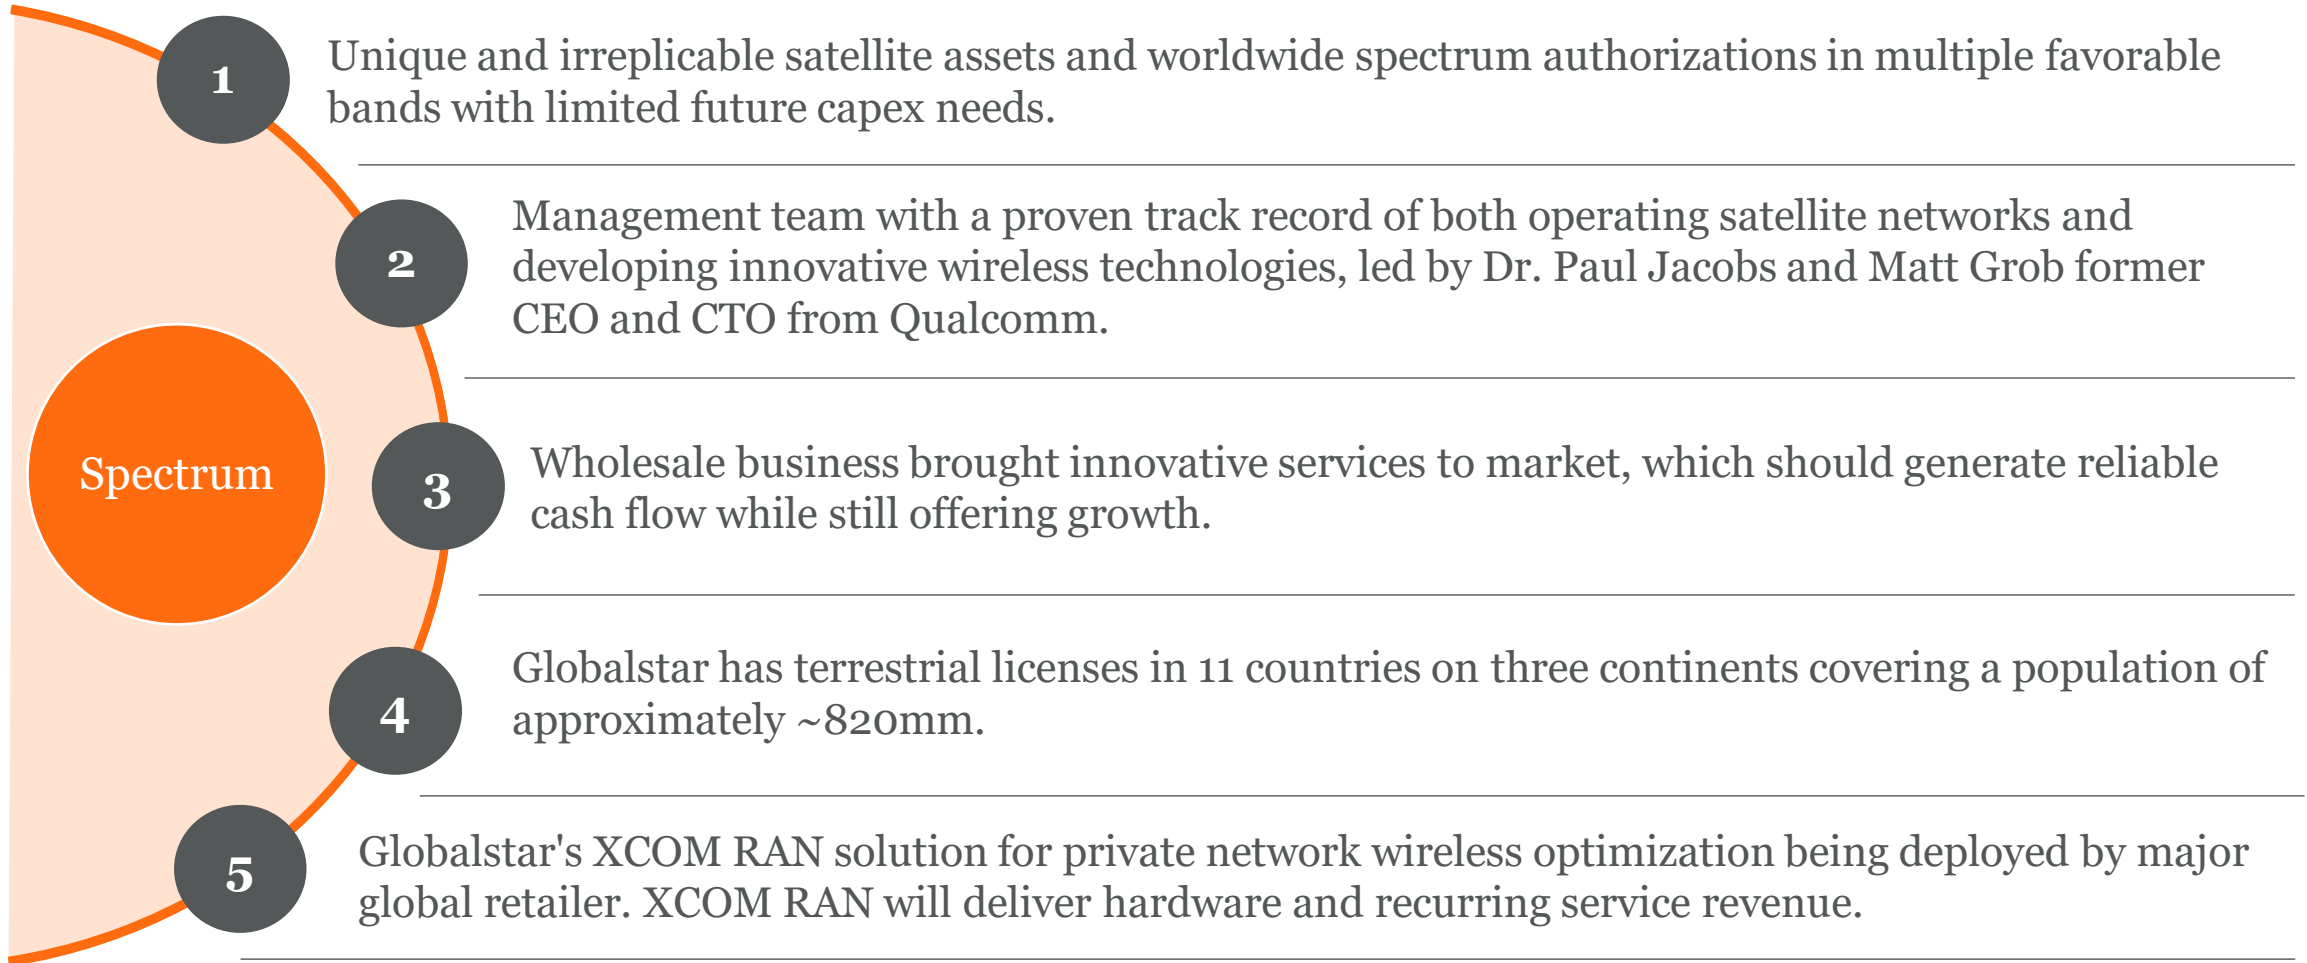 1
Unique and irreplicable satellite assets and worldwide spectrum authorizations in multiple favorable
bands with limited future capex needs.
2
Management team with a proven track record of both operating satellite networks and
developing innovative wireless technologies, led by Dr. Paul Jacobs and Matt Grob former
CEO and CTO from Qualcomm.
Spectrum
3
Wholesale business brought innovative services to market, which should generate reliable
cash flow while still offering growth.
4
Globalstar has terrestrial licenses in 11 countries on three continents covering a population of
approximately ~820mm.
5
Globalstar's XCOM RAN solution for private network wireless optimization being deployed by major
global retailer. XCOM RAN will deliver hardware and recurring service revenue.